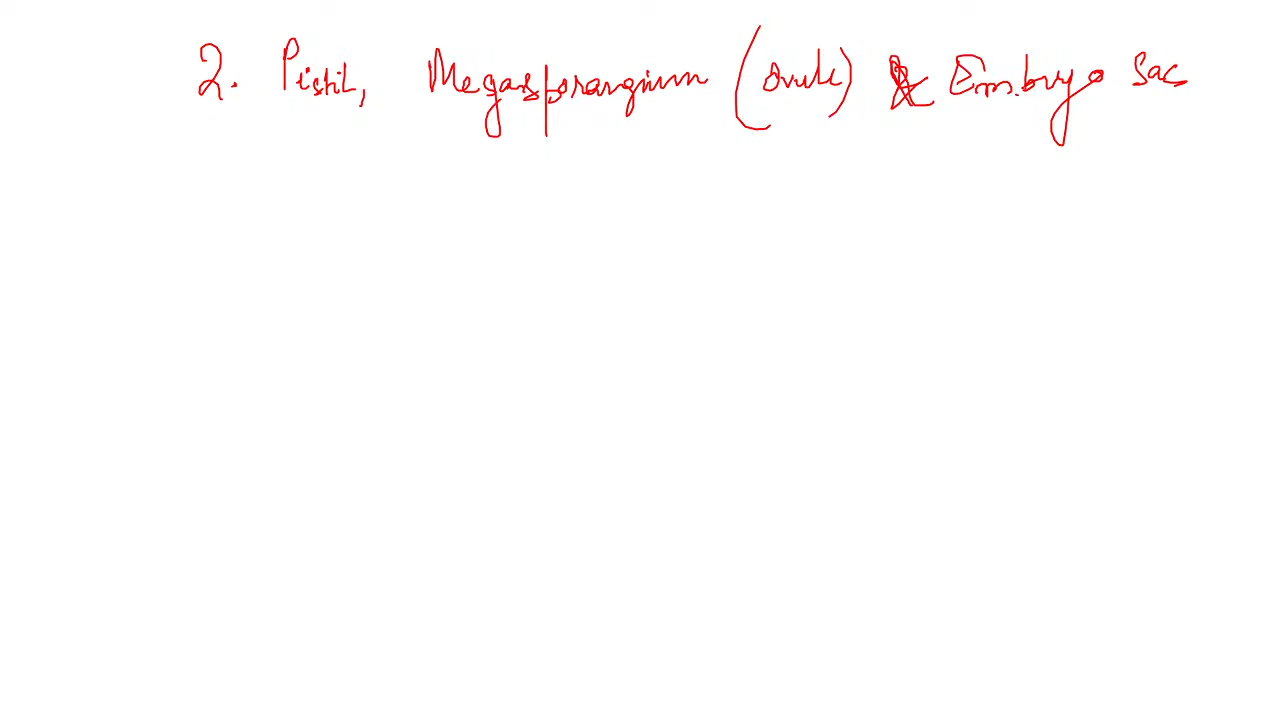 2. Pistil, Megasporangium (Ovule) & Embryo Sac